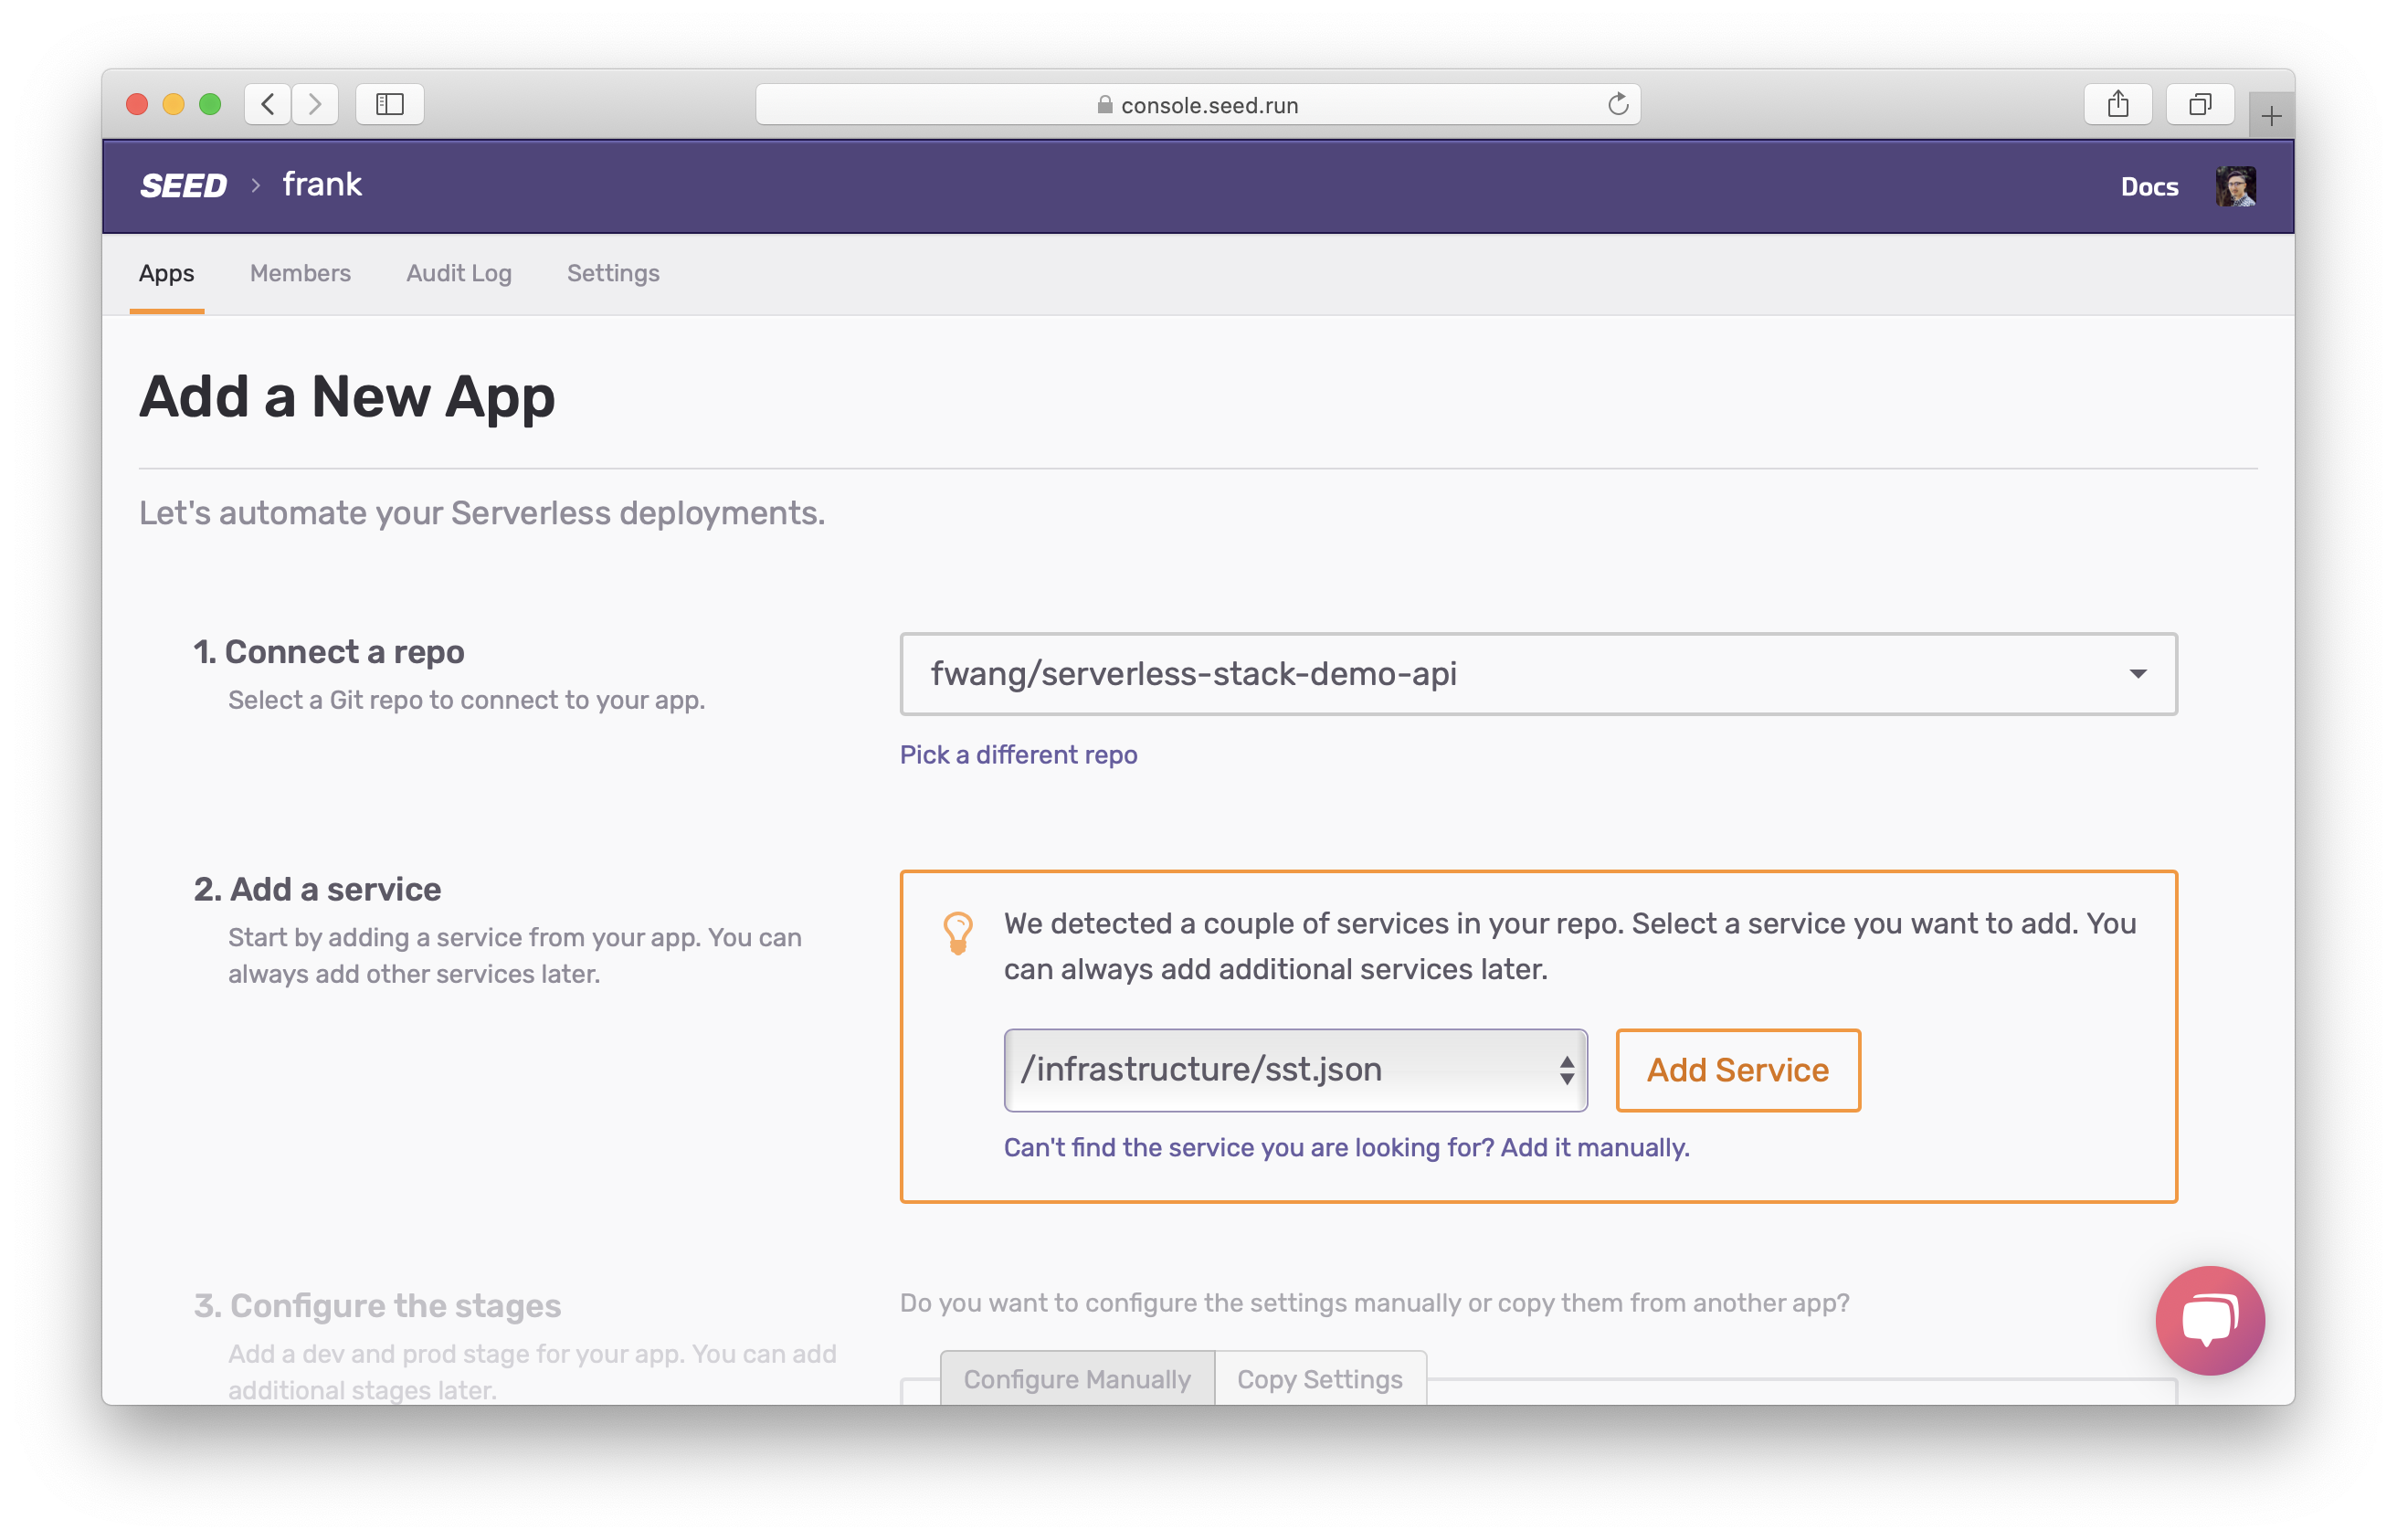 console.seed.run
SEED > frank
Docs
Apps Members Audit Log Settings
Add a New App
Let's automate your Serverless deployments.
1. Connect a repo
Select a Git repo to connect to your app.
fwang/serverless-stack-demo-api
Pick a different repo
2. Add a service
Start by adding a service from your app. You can
always add other services later.
We detected a couple of services in your repo. Select a service you want to add. You
can always add additional services later.
/infrastructure/sst.json
Add Service
Can't find the service you are looking for? Add it manually.
3. Configure the stages
Add a dev and prod stage for your app. You can add
additional stages later.
Do you want to configure the settings manually or copy them from another app?
Configure Manually Copy Settings